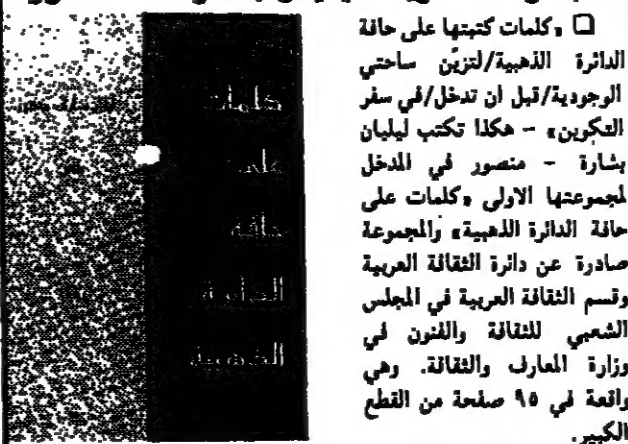 □ «كلمات كتبتها على حافة
الدائرة الذهبية/لتزيّن ساحتي
الوجودية/قبل ان تدخل/في سفر
التكوين» – هكذا تكتب ليليان
بشارة – منصور في المدخل
لمجموعتها الاولى «كلمات على
حافة الدائرة الذهبية» والمجموعة
صادرة عن دائرة الثقافة العربية
وقسم الثقافة العربية في المجلس
الشعبي للثقافة والفنون في
وزارة المعارف والثقافة. وهي
واقعة في ٩٥ صفحة من القطع
الكبير.
كلمات
على
حافة
الدائرة
الذهبية